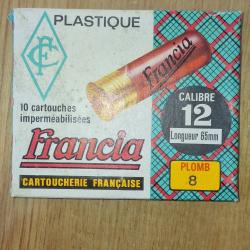 PLASTIQUE
CF
Francia
10 cartouches
imperméabilisées
CALIBRE
12
Longueur 65mm
Francia
PLOMB
8
CARTOUCHERIE FRANÇAISE